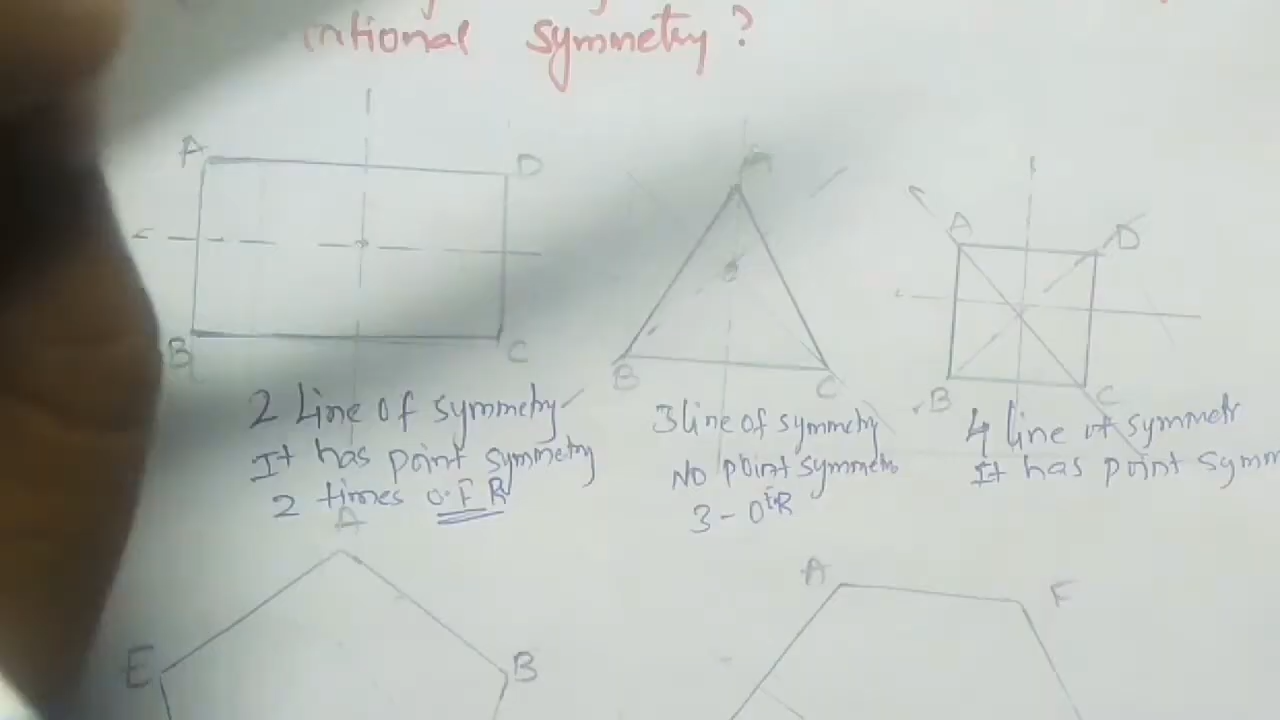 symmetry?
A
D
B
C
A
B
C
A
D
B
C
2 Line of symmetry
It has point symmetry
2 times O.F R
3 line of symmetry
No point symmetry
3 - OFR
4 line of symmetr
It has point symm
A
E
B
A
F